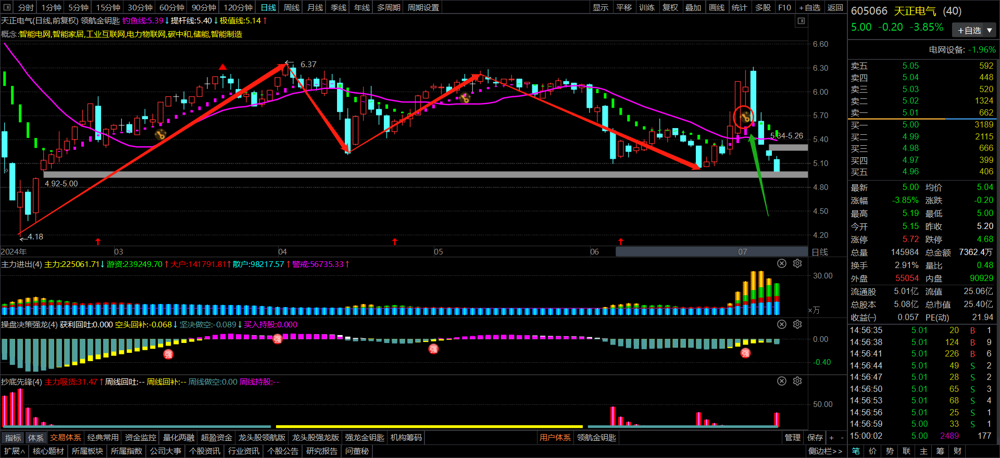 分时 1分钟 5分钟 15分钟 30分钟 60分钟 90分钟 120分钟 日线 周线 月线 季线 年线 多周期 周期设置 显示 平移 训练 复权 叠加 画线 统计 多股 F10 +自选 返回
天正电气(日线,前复权) 领航金钥匙 钓鱼线:5.39↓提杆线:5.40 ↓极值线:5.14 ↑
概念:智能电网,智能家居,工业互联网,电力物联网,碳中和,储能,智能制造
6.60
6.30
6.00
5.70
5.40
5.10
4.80
4.50
4.20
6.37
5.34-5.26
4.92-5.00
4.18
2024年 03 04 05 06 07 日线
主力进出(4) 主力:225061.71↓ 游资:239249.70 ↑ 大户:141791.81↑ 散户:98217.57 ↑ 警戒:56735.33 ↑
30.00
×万
操盘决策强龙(4) 获利回吐:0.000 空头回补:-0.068↓ 坚决做空:-0.089↓ 买入持股:0.000
强 强 强 强
0.00
-0.40
抄底先锋(4) 主力吸货:31.47 ↑ 周线回吐:-- 周线回补:-- 周线做空:0.00 周线持股:--
50.00
指标 体系 交易体系 经典常用 资金监控 量化两融 超盈资金 龙头股领航版 龙头股强龙版 强龙金钥匙 机构筹码 用户体系 领航金钥匙 管理 保存 + -
扩展∧ 核心题材 所属板块 所属指数 公司大事 个股资讯 行业资讯 个股公告 研究报告 问董秘 侧边栏>>
605066 天正电气 (40)
5.00 -0.20 -3.85% +自选 ▼
电网设备: -1.96%
卖五 5.05 592
卖四 5.04 448
卖三 5.03 520
卖二 5.02 1324
卖一 5.01 662
买一 5.00 3189
买二 4.99 2115
买三 4.98 666
买四 4.97 399
买五 4.96 406
最新 5.00 均价 5.04
涨幅 -3.85% 涨跌 -0.20
最高 5.19 最低 5.00
今开 5.15 昨收 5.20
涨停 5.72 跌停 4.68
总量 145984 总金额 7362.4万
换手 2.91% 量比 0.48
外盘 55054 内盘 90929
流通股 5.01亿 流值 25.06亿
总股本 5.08亿 总市值 25.40亿
收益㈠ 0.057 PE(动) 21.94
14:56:35 5.01 20 B 1
14:56:38 5.01 124 B 9
14:56:41 5.01 226 B 6
14:56:44 5.01 49 S 2
14:56:47 5.01 28 S 2
14:56:50 5.01 65 S 3
14:56:53 5.01 68 S 4
14:56:56 5.01 25 S 1
14:56:59 5.00 33 S 1
15:00:02 5.00 2489 177
笔 价 势 联 主 筹 财